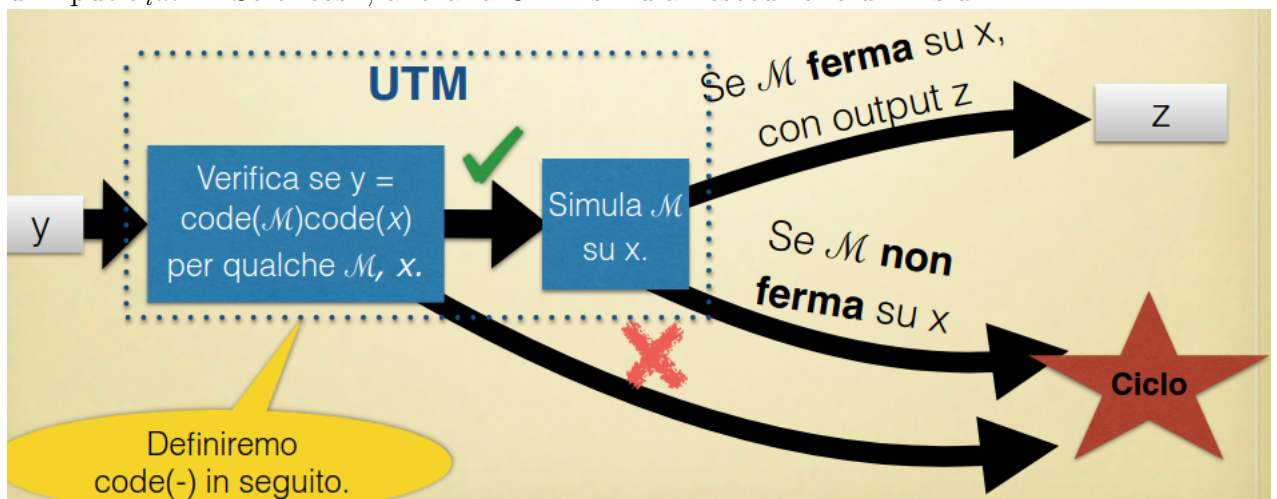 UTM
Se ℳ ferma su x,
con output z
z
Verifica se y =
code(ℳ)code(x)
per qualche ℳ, x.
Simula ℳ
su x.
y
Se ℳ non
ferma su x
Ciclo
Definiremo
code(-) in seguito.